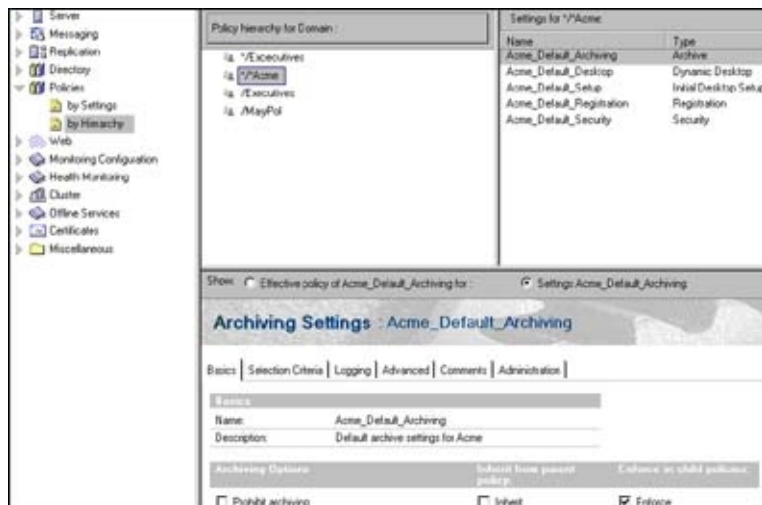 Server
Messaging
Replication
Directory
Policies
by Settings
by Hierarchy
Web
Monitoring Configuration
Health Monitoring
Cluster
Offline Services
Certificates
Miscellaneous
Policy hierarchy for Domain :
*/Excecutives
*/*Acme
/Executives
/MayPol
Settings for */*Acme
Name Type
Acme_Default_Archiving Archive
Acme_Default_Desktop Dynamic Desktop
Acme_Default_Setup Initial Desktop Setup
Acme_Default_Registration Registration
Acme_Default_Security Security
Show: Effective policy of Acme_Default_Archiving for : Settings Acme_Default_Archiving
Archiving Settings : Acme_Default_Archiving
Basics Selection Criteria Logging Advanced Comments Administration
Basics
Name: Acme_Default_Archiving
Description: Default archive settings for Acme
Archiving Options Inherit from parent policy: Enforce in child policies:
Prohibit archiving Inherit Enforce